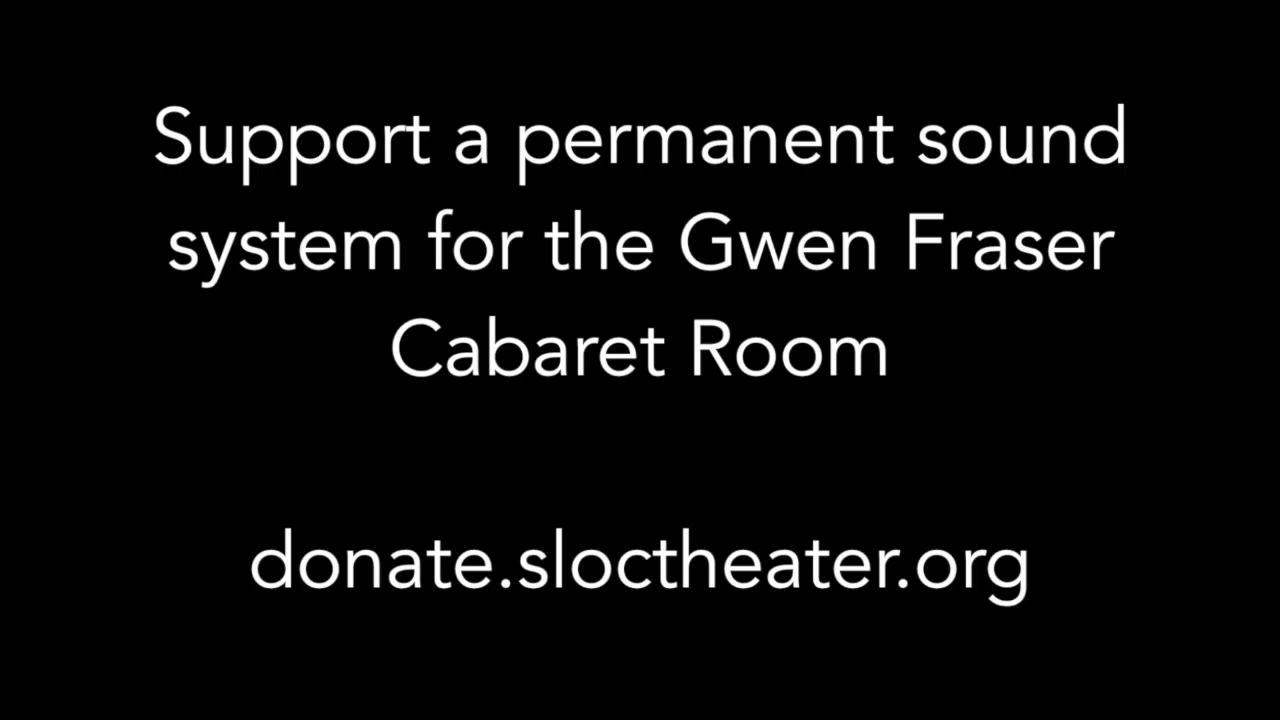 Support a permanent sound
system for the Gwen Fraser
Cabaret Room
donate.sloctheater.org